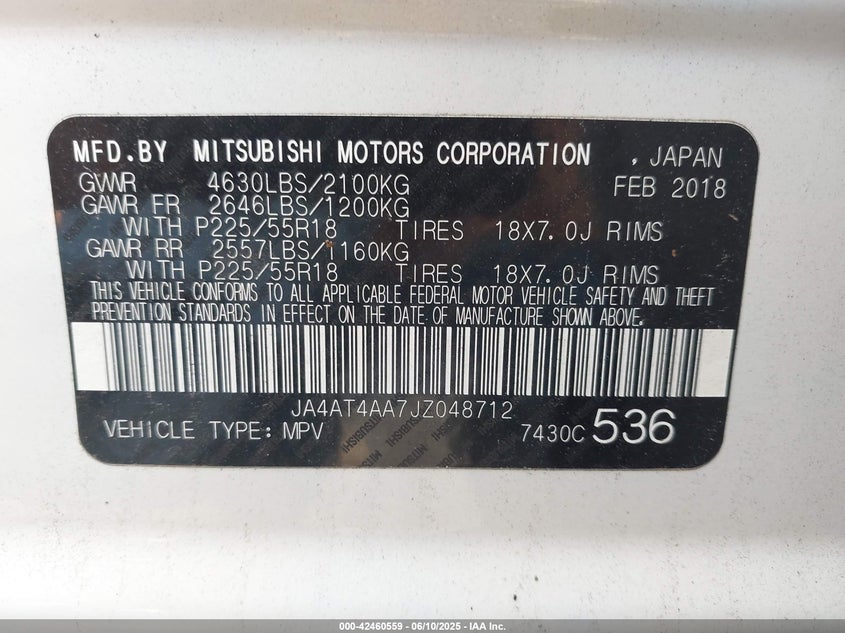 MFD.BY MITSUBISHI MOTORS CORPORATION , JAPAN
GVWR 4630LBS/2100KG FEB 2018
GAWR FR 2646LBS/1200KG
WITH P225/55R18 TIRES 18X7.0J RIMS
GAWR RR 2557LBS/1160KG
WITH P225/55R18 TIRES 18X7.0J RIMS
THIS VEHICLE CONFORMS TO ALL APPLICABLE FEDERAL MOTOR VEHICLE SAFETY AND THEFT
PREVENTION STANDARDS IN EFFECT ON THE DATE OF MANUFACTURE SHOWN ABOVE.
JA4AT4AA7JZ048712
VEHICLE TYPE: MPV 7430C 536
000-42460559 - 06/10/2025 - IAA Inc.